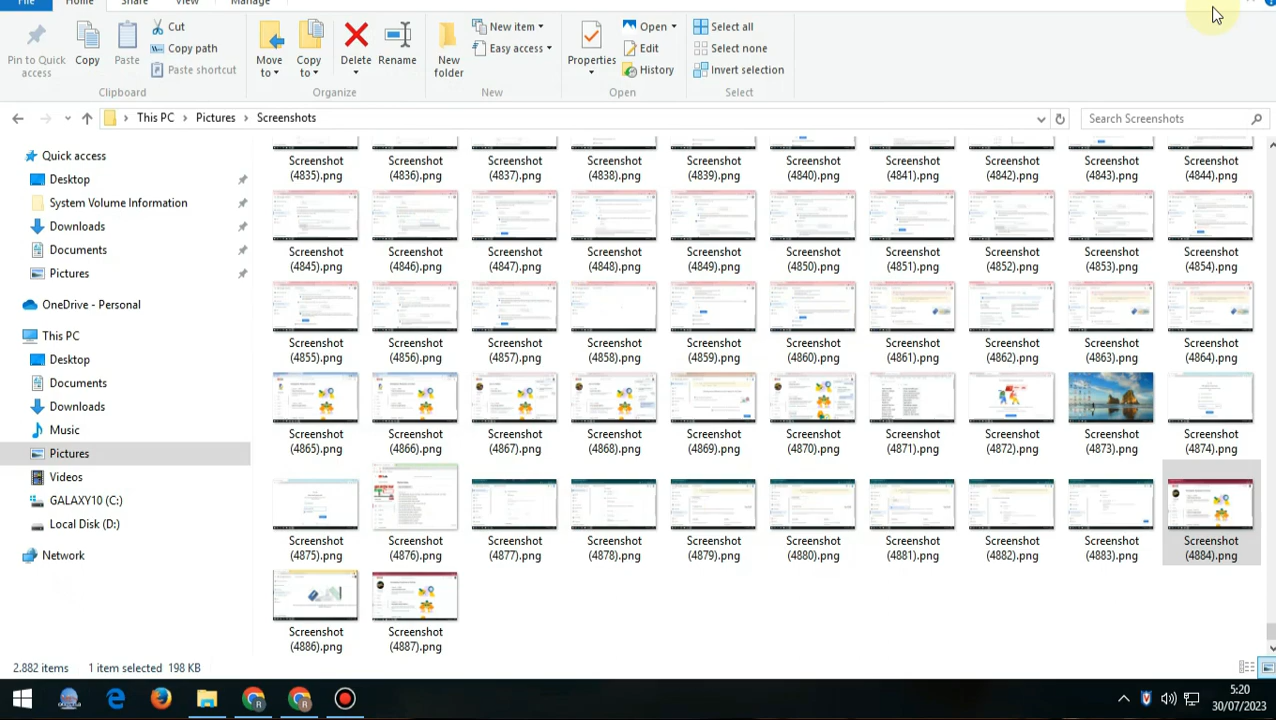 File Home Share View Manage
Pin to Quick access
Copy
Paste
Cut
Copy path
Paste shortcut
Clipboard
Move to
Copy to
Delete
Rename
Organize
New folder
New item
Easy access
New
Properties
Open
Edit
History
Open
Select all
Select none
Invert selection
Select
This PC Pictures Screenshots
Search Screenshots
Quick access
Desktop
System Volume Information
Downloads
Documents
Pictures
OneDrive - Personal
This PC
Desktop
Documents
Downloads
Music
Pictures
Videos
GALAXY10 (C:)
Local Disk (D:)
Network
Screenshot Screenshot Screenshot Screenshot Screenshot Screenshot Screenshot Screenshot Screenshot Screenshot
(4835).png (4836).png (4837).png (4838).png (4839).png (4840).png (4841).png (4842).png (4843).png (4844).png
Screenshot Screenshot Screenshot Screenshot Screenshot Screenshot Screenshot Screenshot Screenshot Screenshot
(4845).png (4846).png (4847).png (4848).png (4849).png (4850).png (4851).png (4852).png (4853).png (4854).png
Screenshot Screenshot Screenshot Screenshot Screenshot Screenshot Screenshot Screenshot Screenshot Screenshot
(4855).png (4856).png (4857).png (4858).png (4859).png (4860).png (4861).png (4862).png (4863).png (4864).png
Screenshot Screenshot Screenshot Screenshot Screenshot Screenshot Screenshot Screenshot Screenshot Screenshot
(4865).png (4866).png (4867).png (4868).png (4869).png (4870).png (4871).png (4872).png (4873).png (4874).png
Screenshot Screenshot Screenshot Screenshot Screenshot Screenshot Screenshot Screenshot Screenshot Screenshot
(4875).png (4876).png (4877).png (4878).png (4879).png (4880).png (4881).png (4882).png (4883).png (4884).png
Screenshot Screenshot
(4886).png (4887).png
2.882 items 1 item selected 198 KB
5:20
30/07/2023